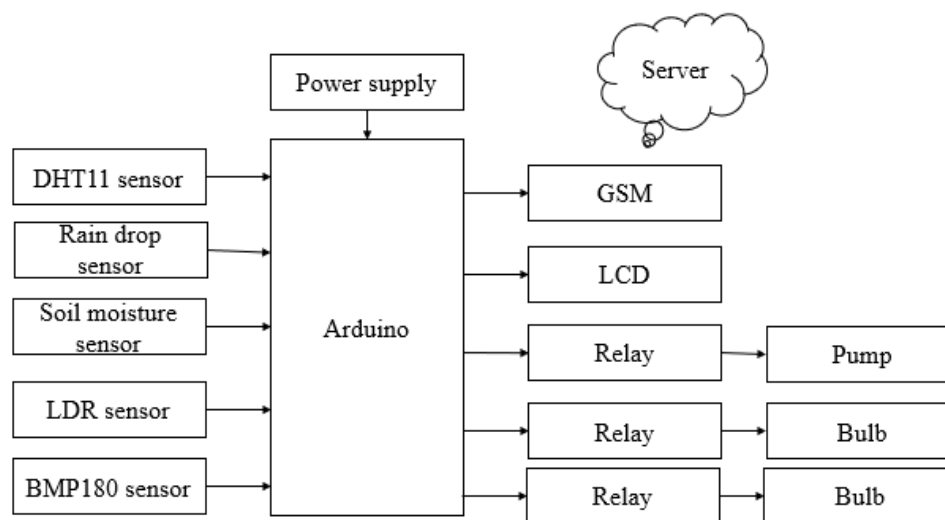 Power supply
Server
DHT11 sensor
Rain drop
sensor
Soil moisture
sensor
LDR sensor
BMP180 sensor
Arduino
GSM
LCD
Relay
Pump
Relay
Bulb
Relay
Bulb